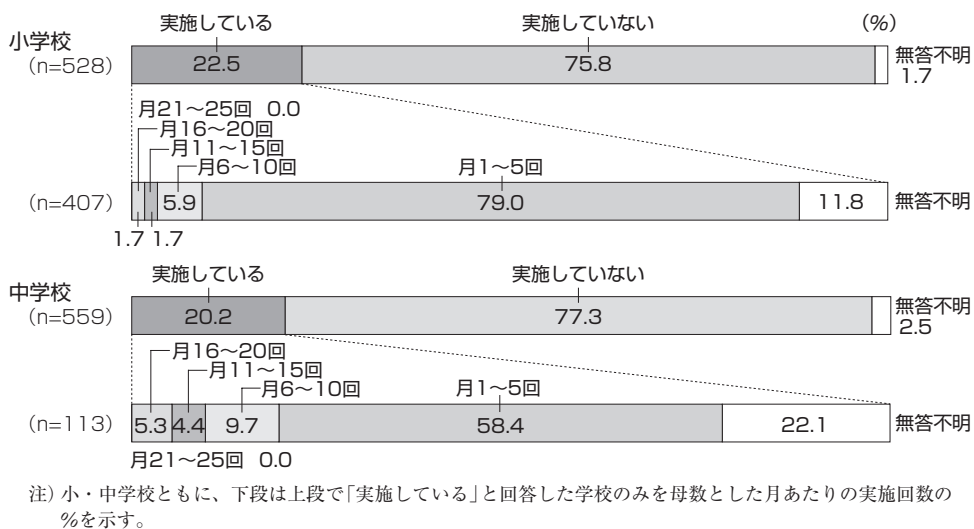 実施している 実施していない (%)
小学校
(n=528) 22.5 75.8 無答不明
1.7
月21～25回 0.0
月16～20回
月11～15回
月6～10回 月1～5回
(n=407) 5.9 79.0 11.8 無答不明
1.7 1.7
実施している 実施していない
中学校
(n=559) 20.2 77.3 無答不明
2.5
月16～20回
月11～15回
月6～10回 月1～5回
(n=113) 5.3 4.4 9.7 58.4 22.1 無答不明
月21～25回 0.0
注）小・中学校ともに、下段は上段で「実施している」と回答した学校のみを母数とした月あたりの実施回数の
%を示す。